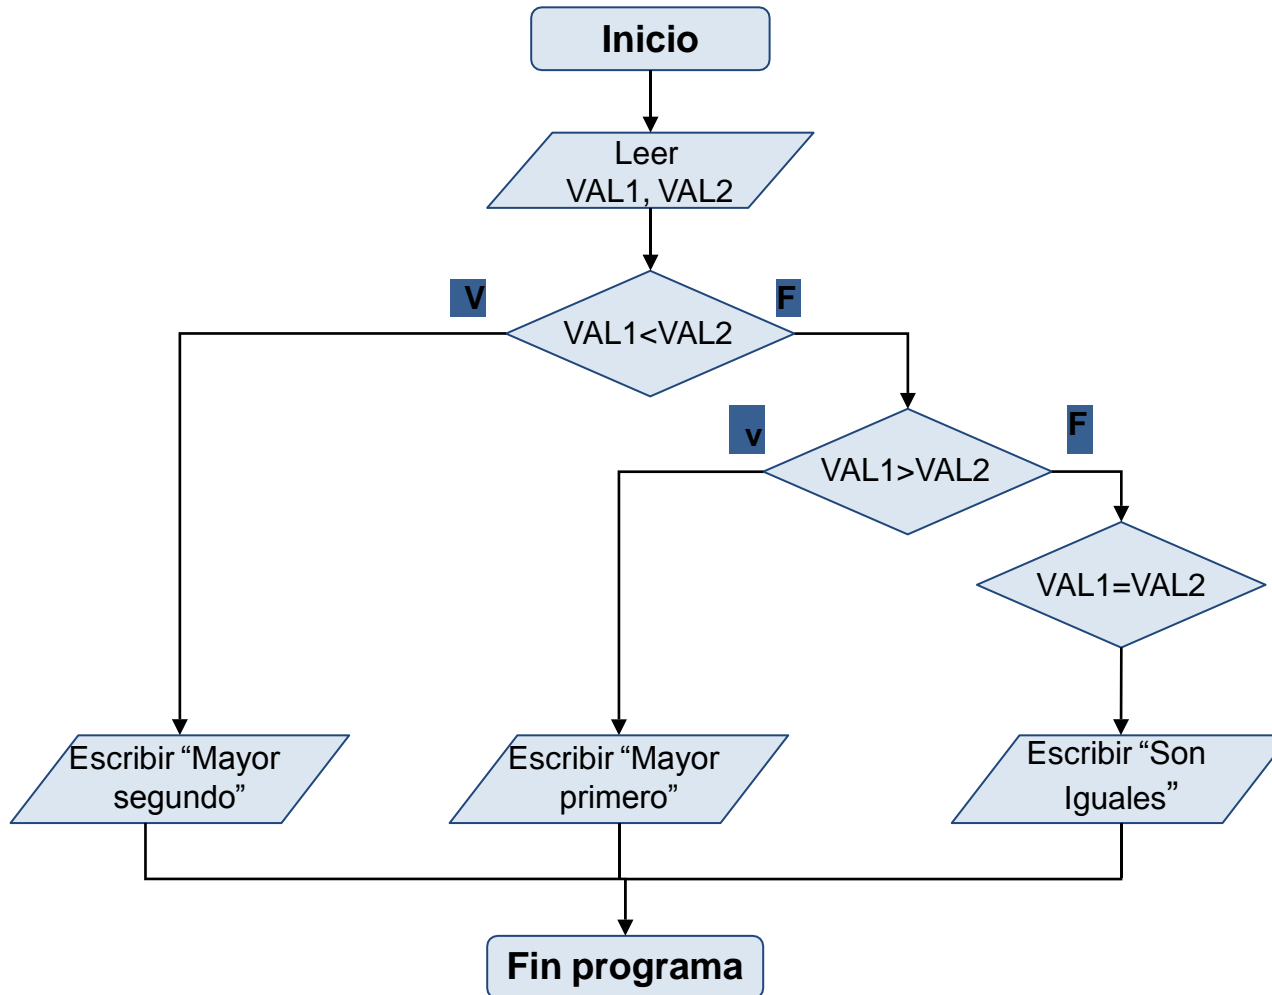 Inicio
Leer
VAL1, VAL2
V
F
VAL1<VAL2
v
F
VAL1>VAL2
VAL1=VAL2
Escribir “Mayor
segundo”
Escribir “Mayor
primero”
Escribir “Son
Iguales”
Fin programa